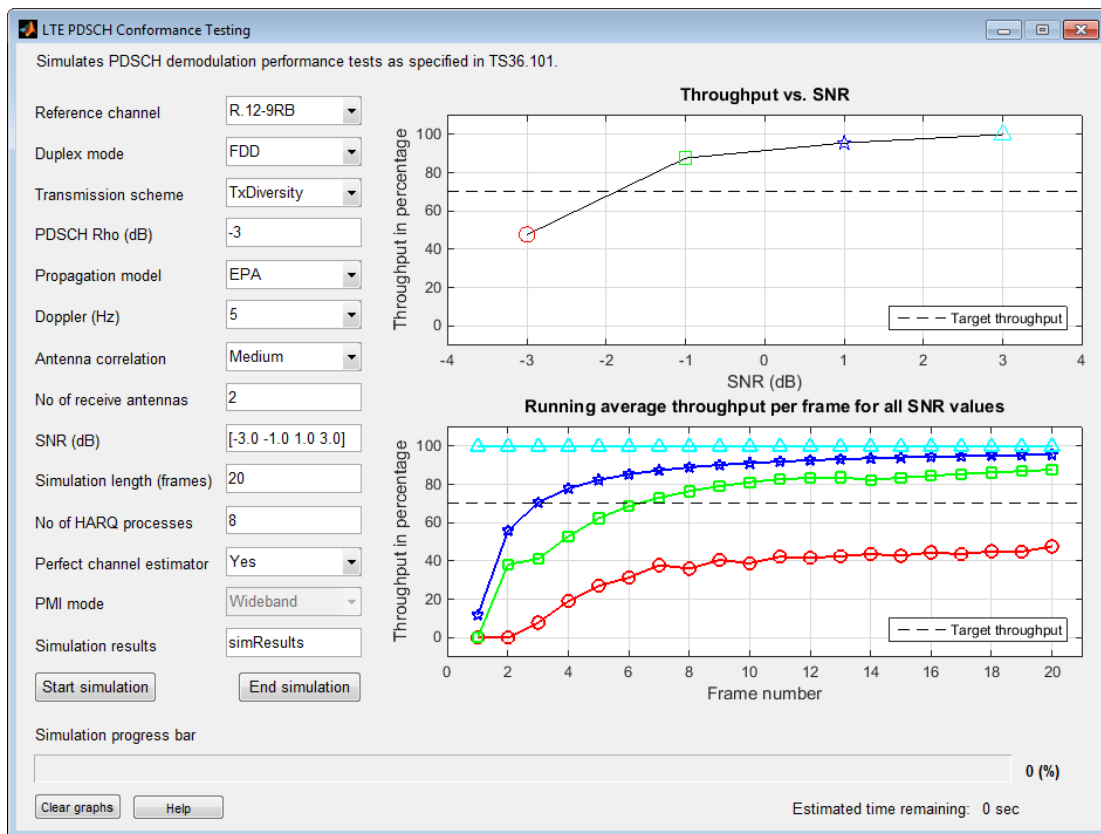 LTE PDSCH Conformance Testing
Simulates PDSCH demodulation performance tests as specified in TS36.101.
Reference channel R.12-9RB
Duplex mode FDD
Transmission scheme TxDiversity
PDSCH Rho (dB) -3
Propagation model EPA
Doppler (Hz) 5
Antenna correlation Medium
No of receive antennas 2
SNR (dB) [-3.0 -1.0 1.0 3.0]
Simulation length (frames) 20
No of HARQ processes 8
Perfect channel estimator Yes
PMI mode Wideband
Simulation results simResults
Start simulation End simulation
Throughput vs. SNR
Throughput in percentage
100
80
60
40
20
0
Target throughput
-4 -3 -2 -1 0 1 2 3 4
SNR (dB)
Running average throughput per frame for all SNR values
Throughput in percentage
100
80
60
40
20
0
Target throughput
0 2 4 6 8 10 12 14 16 18 20
Frame number
Simulation progress bar
0 (%)
Clear graphs Help
Estimated time remaining: 0 sec